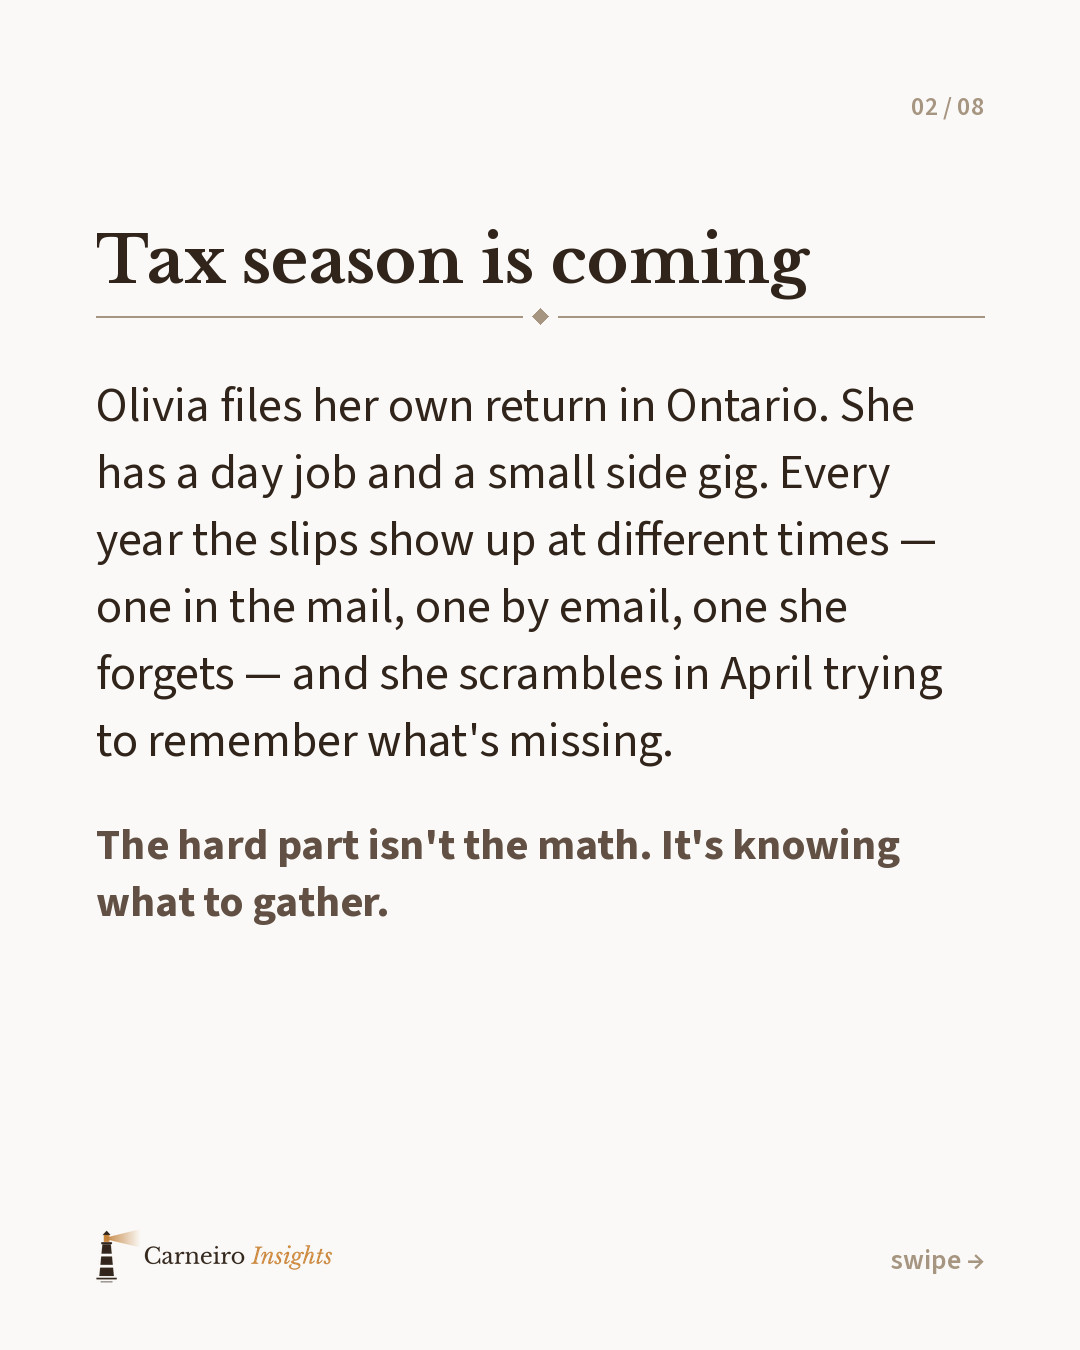 02 / 08
Tax season is coming
Olivia files her own return in Ontario. She
has a day job and a small side gig. Every
year the slips show up at different times —
one in the mail, one by email, one she
forgets — and she scrambles in April trying
to remember what's missing.
The hard part isn't the math. It's knowing
what to gather.
Carneiro Insights
swipe →